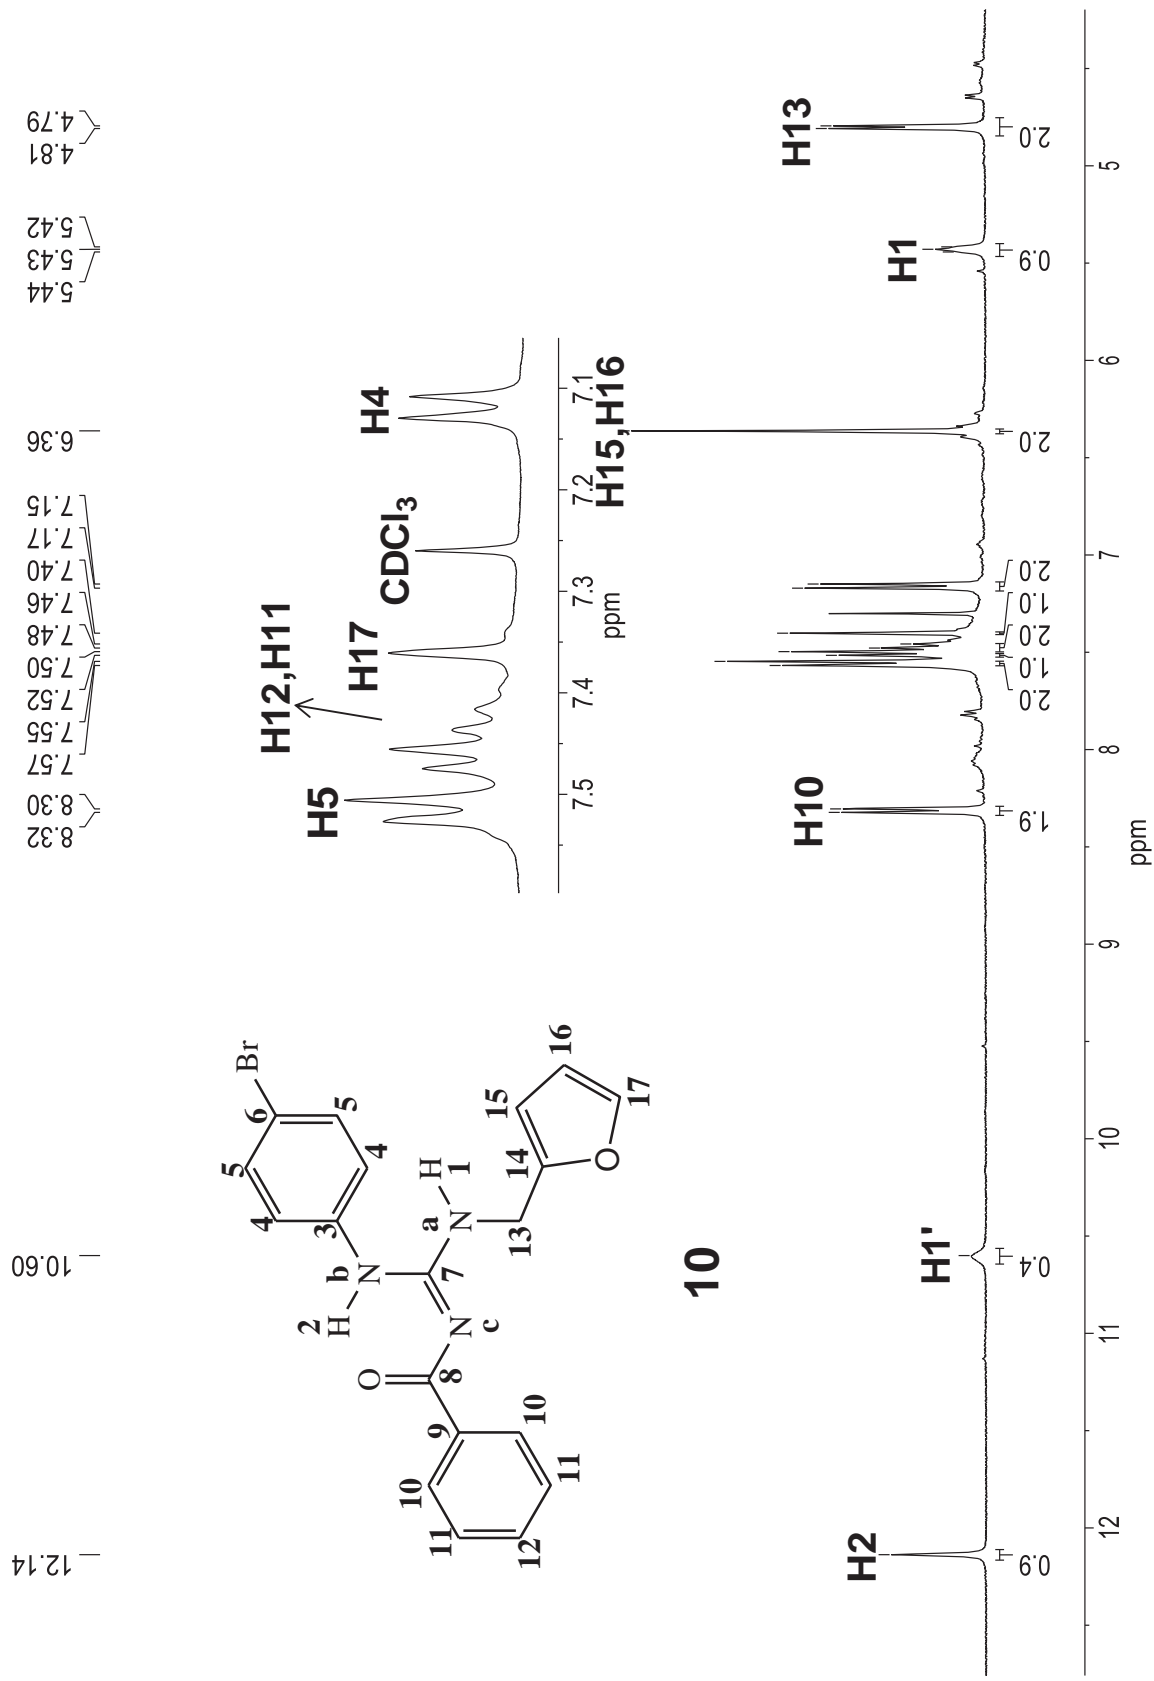 12.14
10.60
8.32
8.30
7.57
7.55
7.52
7.50
7.48
7.46
7.40
7.17
7.15
6.36
5.44
5.43
5.42
4.81
4.79
Br
6
5
5
4
4
3
H
2
N
b
a
N
H
1
7
N
c
O
8
9
10
10
11
11
12
13
14
15
16
17
O
10
H5
H12,H11
H17
CDCl3
H4
7.5
7.4
7.3
7.2
7.1
ppm
H2
H1'
H10
H15,H16
H1
H13
0.9
0.4
1.9
2.0
1.0
2.0
1.0
2.0
2.0
0.9
2.0
12
11
10
9
8
7
6
5
ppm